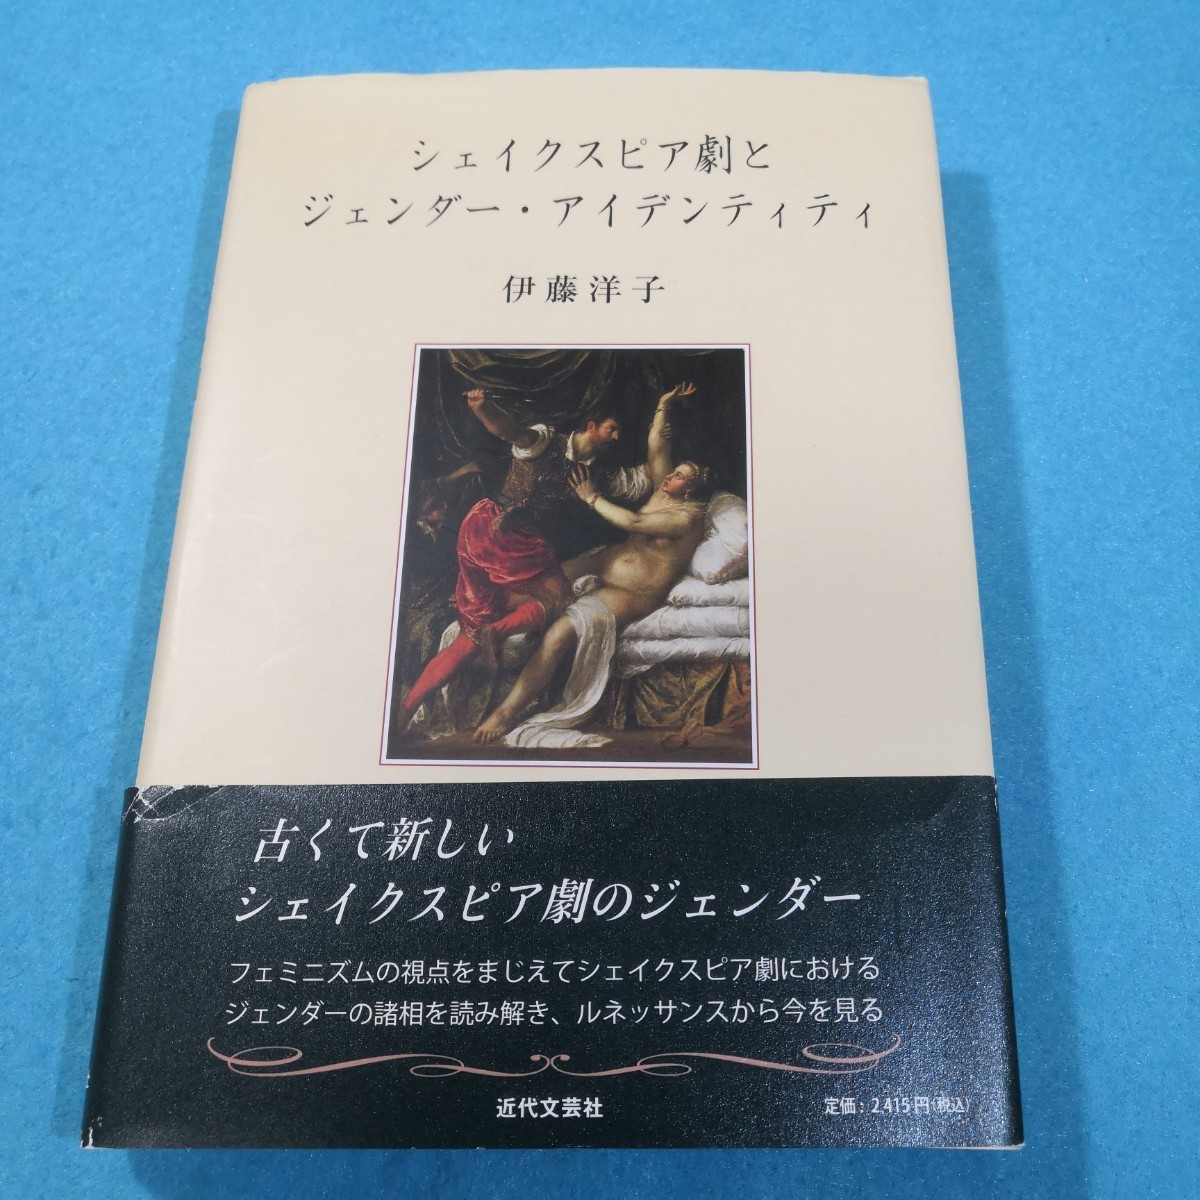 シェイクスピア劇と
ジェンダー・アイデンティティ
伊藤洋子
古くて新しい
シェイクスピア劇のジェンダー
フェミニズムの視点をまじえてシェイクスピア劇における
ジェンダーの諸相を読み解き、ルネッサンスから今を見る
近代文芸社
定価：2,415円（税込）